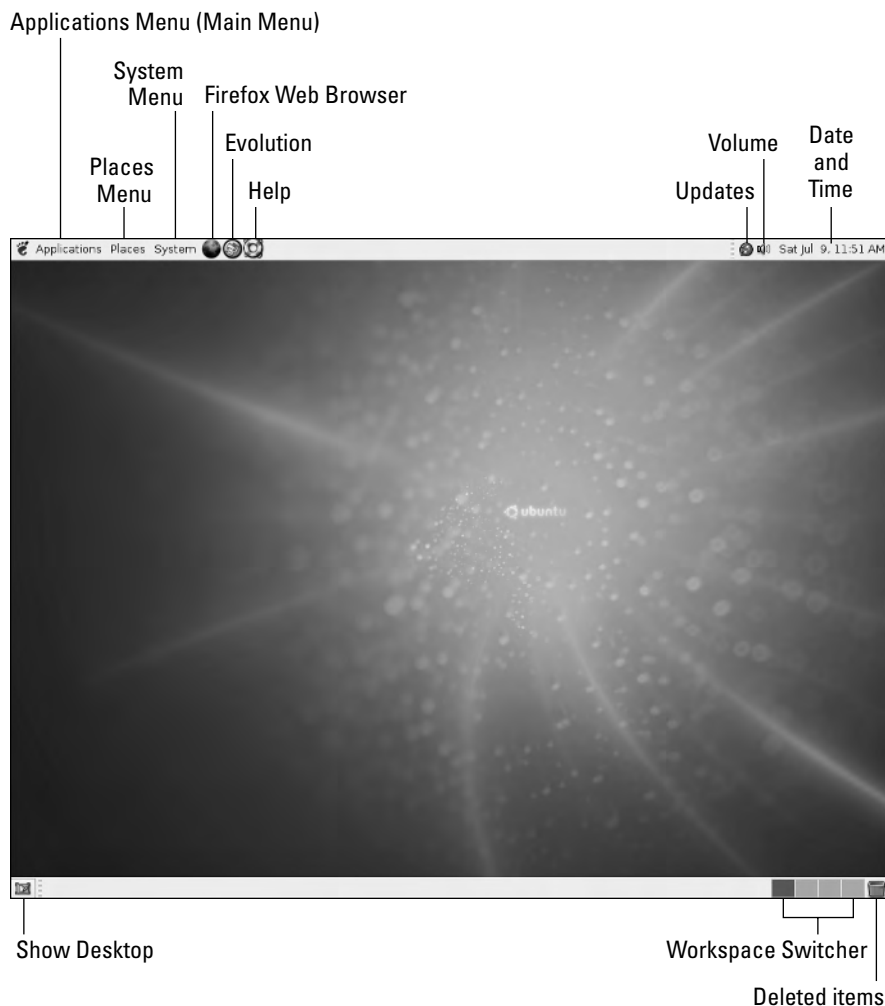 Applications Menu (Main Menu)
System
Menu
Firefox Web Browser
Evolution
Places
Menu
Help
Volume
Updates
Date
and
Time
Applications Places System
Sat Jul 9, 11:51 AM
ubuntu
Show Desktop
Workspace Switcher
Deleted items